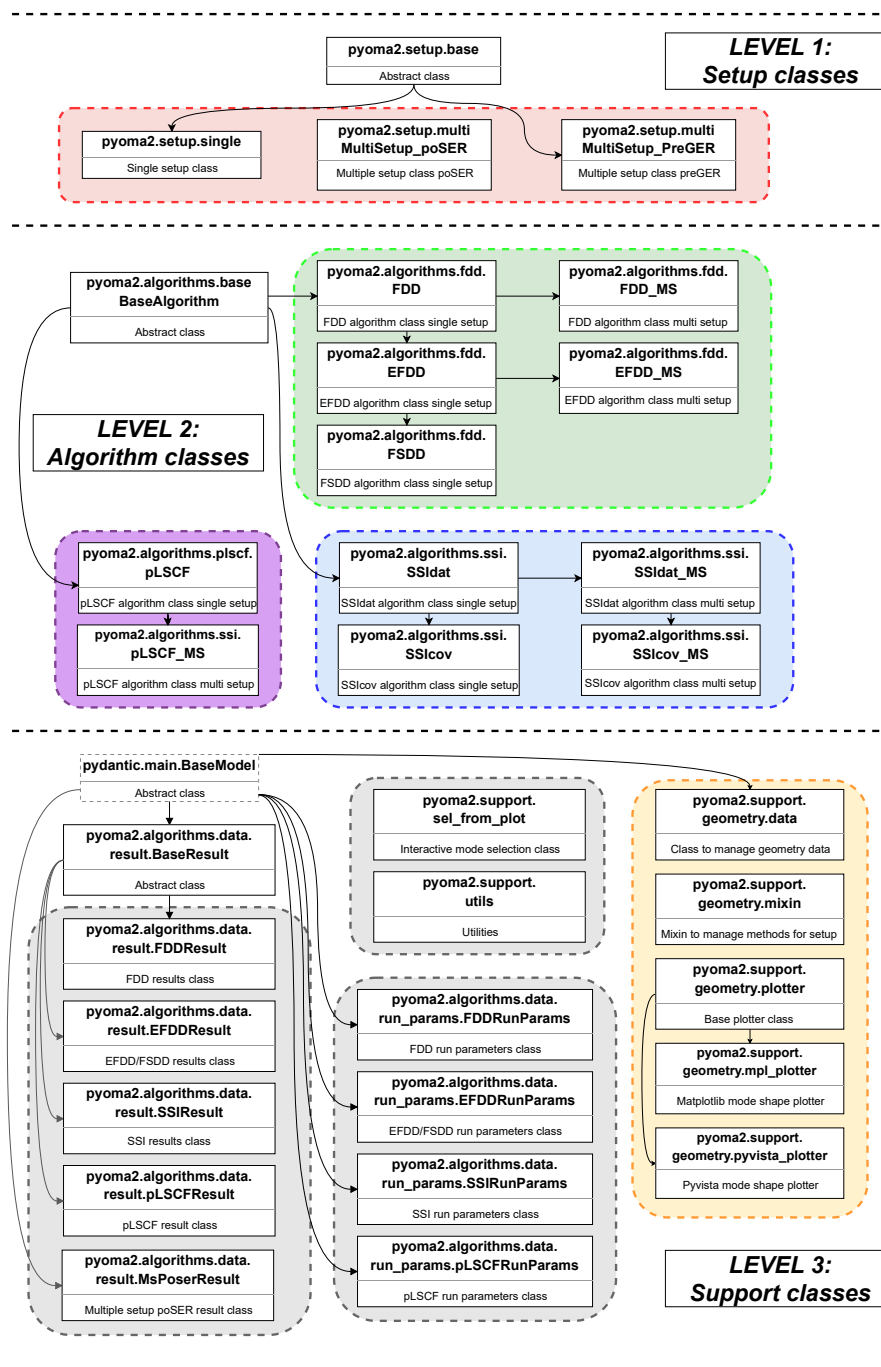 LEVEL 1:
Setup classes
pyoma2.setup.base
Abstract class
pyoma2.setup.single
Single setup class
pyoma2.setup.multi
MultiSetup_poSER
Multiple setup class poSER
pyoma2.setup.multi
MultiSetup_PreGER
Multiple setup class preGER
pyoma2.algorithms.base
BaseAlgorithm
Abstract class
pyoma2.algorithms.fdd.
FDD
FDD algorithm class single setup
pyoma2.algorithms.fdd.
FDD_MS
FDD algorithm class multi setup
pyoma2.algorithms.fdd.
EFDD
EFDD algorithm class single setup
pyoma2.algorithms.fdd.
EFDD_MS
EFDD algorithm class multi setup
pyoma2.algorithms.fdd.
FSDD
FSDD algorithm class single setup
LEVEL 2:
Algorithm classes
pyoma2.algorithms.plscf.
pLSCF
pLSCF algorithm class single setup
pyoma2.algorithms.ssi.
pLSCF_MS
pLSCF algorithm class multi setup
pyoma2.algorithms.ssi.
SSIdat
SSIdat algorithm class single setup
pyoma2.algorithms.ssi.
SSIdat_MS
SSIdat algorithm class multi setup
pyoma2.algorithms.ssi.
SSIcov
SSIcov algorithm class single setup
pyoma2.algorithms.ssi.
SSIcov_MS
SSIcov algorithm class multi setup
pydantic.main.BaseModel
Abstract class
pyoma2.algorithms.data.
result.BaseResult
Abstract class
pyoma2.algorithms.data.
result.FDDResult
FDD results class
pyoma2.algorithms.data.
result.EFDDResult
EFDD/FSDD results class
pyoma2.algorithms.data.
result.SSIResult
SSI results class
pyoma2.algorithms.data.
result.pLSCFResult
pLSCF result class
pyoma2.algorithms.data.
result.MsPoserResult
Multiple setup poSER result class
pyoma2.support.
sel_from_plot
Interactive mode selection class
pyoma2.support.
utils
Utilities
pyoma2.algorithms.data.
run_params.FDDRunParams
FDD run parameters class
pyoma2.algorithms.data.
run_params.EFDDRunParams
EFDD/FSDD run parameters class
pyoma2.algorithms.data.
run_params.SSIRunParams
SSI run parameters class
pyoma2.algorithms.data.
run_params.pLSCFRunParams
pLSCF run parameters class
pyoma2.support.
geometry.data
Class to manage geometry data
pyoma2.support.
geometry.mixin
Mixin to manage methods for setup
pyoma2.support.
geometry.plotter
Base plotter class
pyoma2.support.
geometry.mpl_plotter
Matplotlib mode shape plotter
pyoma2.support.
geometry.pyvista_plotter
Pyvista mode shape plotter
LEVEL 3:
Support classes